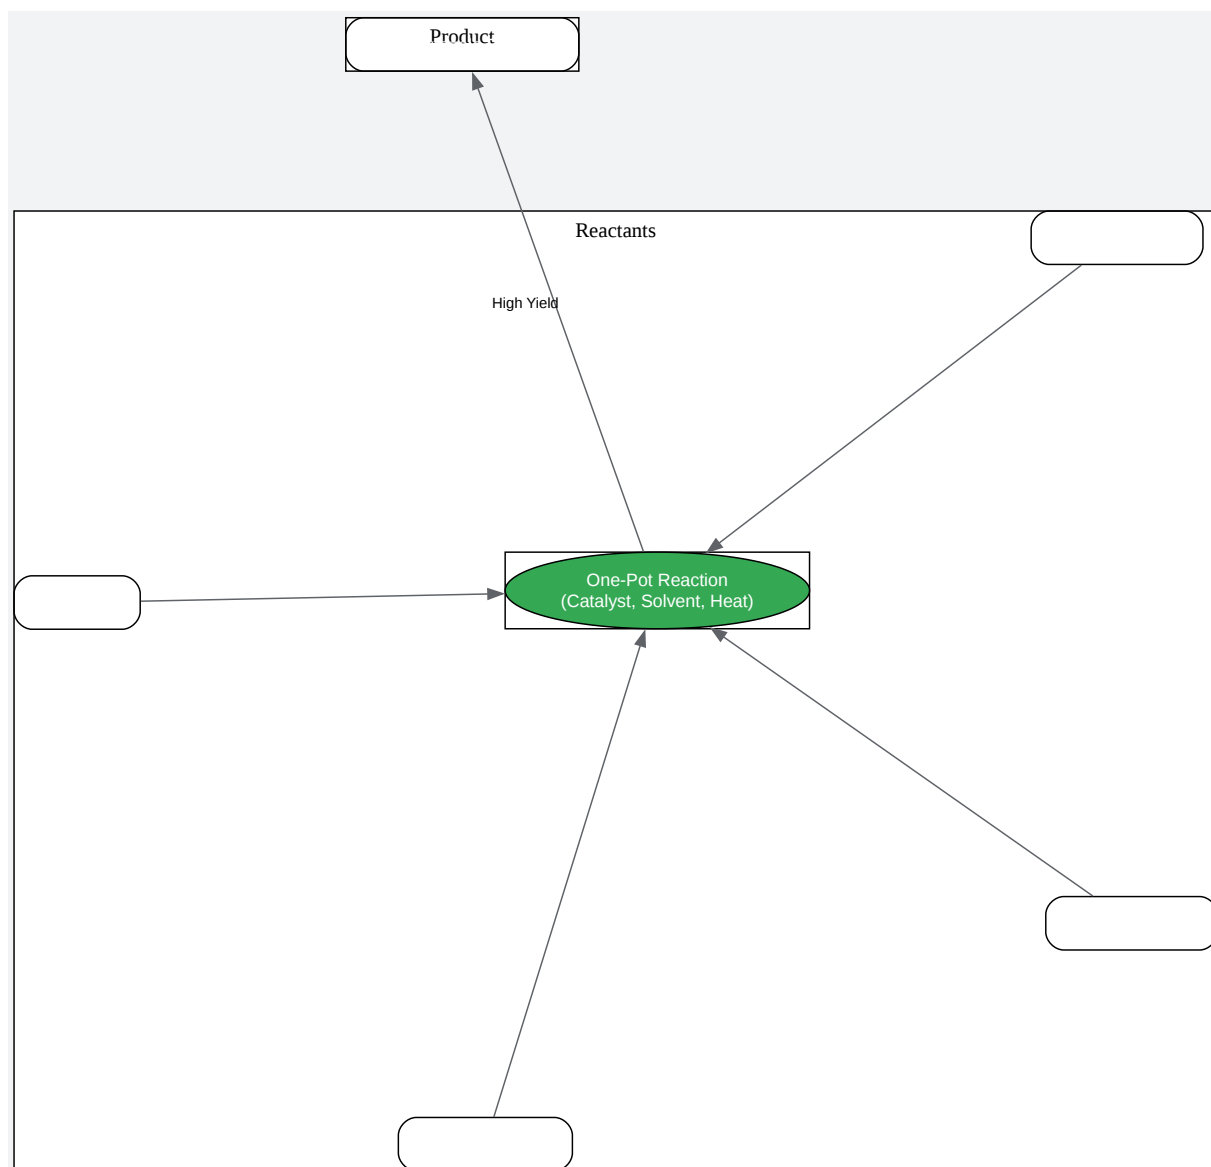 Product
Reactants
High Yield
One-Pot Reaction
(Catalyst, Solvent, Heat)